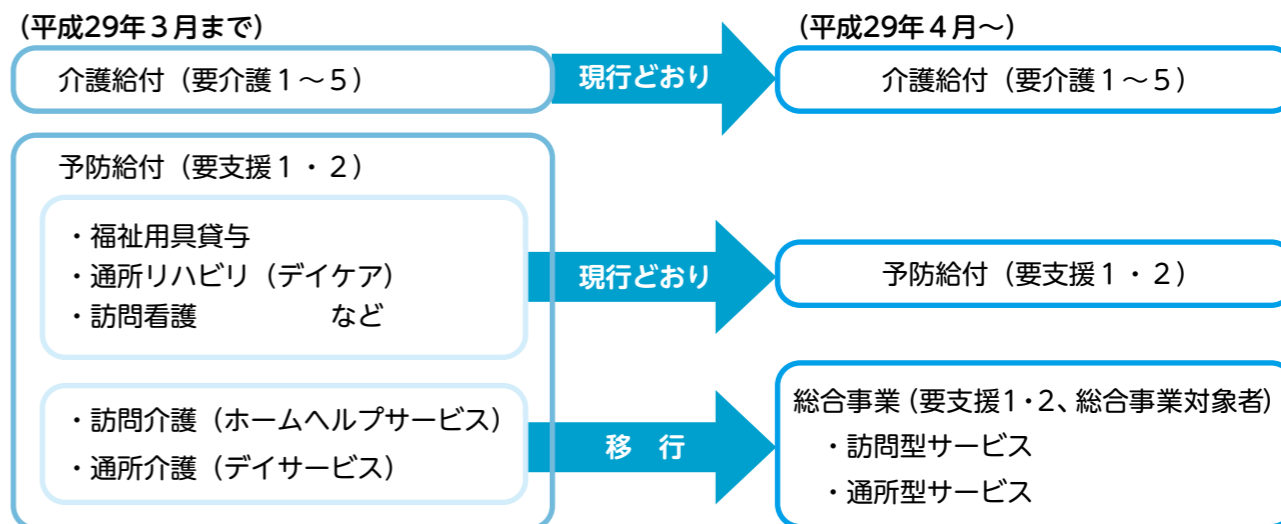 （平成29年３月まで）
（平成29年４月〜）
介護給付（要介護１〜５）
現行どおり
介護給付（要介護１〜５）
予防給付（要支援１・２）
・福祉用具貸与
・通所リハビリ（デイケア）
・訪問看護　　　　　など
現行どおり
予防給付（要支援１・２）
・訪問介護（ホームヘルプサービス）
・通所介護（デイサービス）
移　行
総合事業（要支援1・2、総合事業対象者）
・訪問型サービス
・通所型サービス